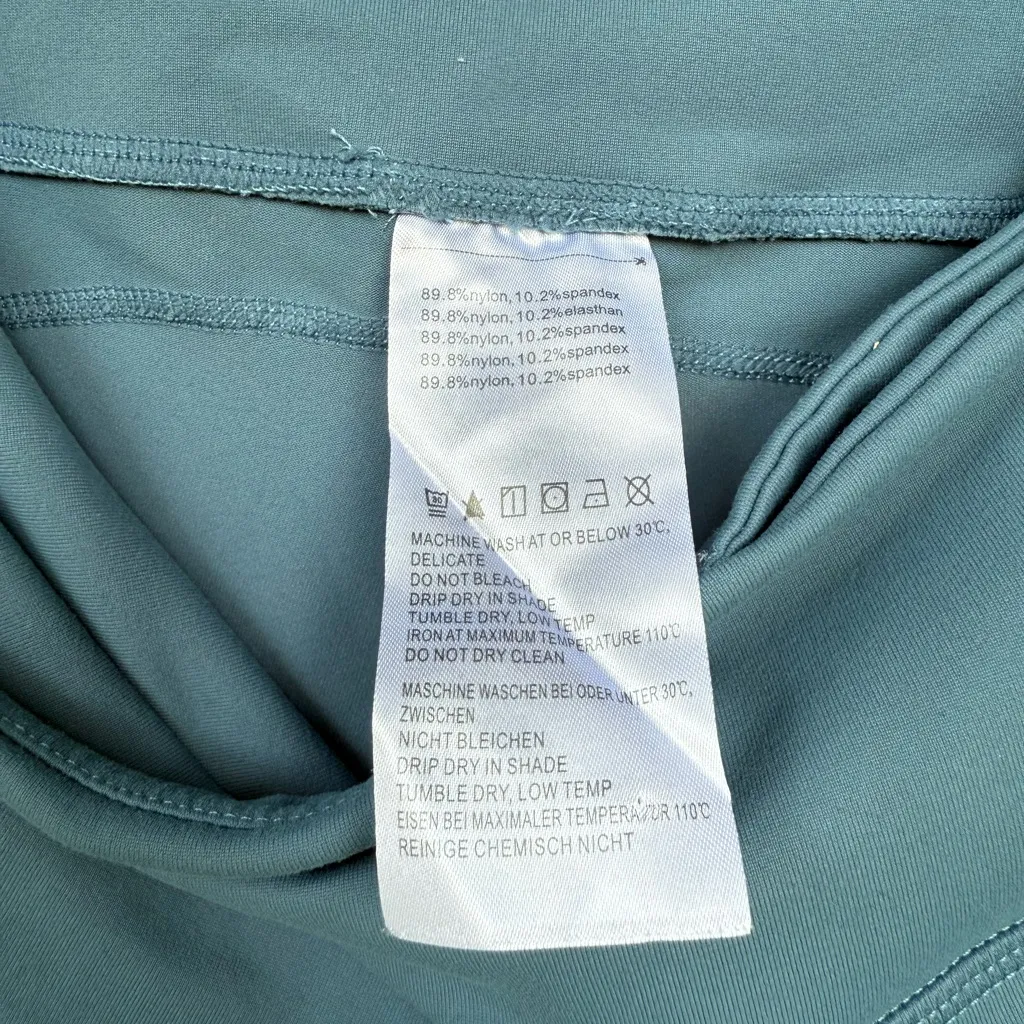 89.8%nylon,10.2%spandex
89.8%nylon,10.2%elasthan
89.8%nylon,10.2%spandex
89.8%nylon,10.2%spandex
89.8%nylon,10.2%spandex
30
MACHINE WASH AT OR BELOW 30℃,
DELICATE
DO NOT BLEACH
DRIP DRY IN SHADE
TUMBLE DRY, LOW TEMP
IRON AT MAXIMUM TEMPERATURE 110℃
DO NOT DRY CLEAN
MASCHINE WASCHEN BEI ODER UNTER 30℃,
ZWISCHEN
NICHT BLEICHEN
DRIP DRY IN SHADE
TUMBLE DRY, LOW TEMP
EISEN BEI MAXIMALER TEMPERATUR 110℃
REINIGE CHEMISCH NICHT